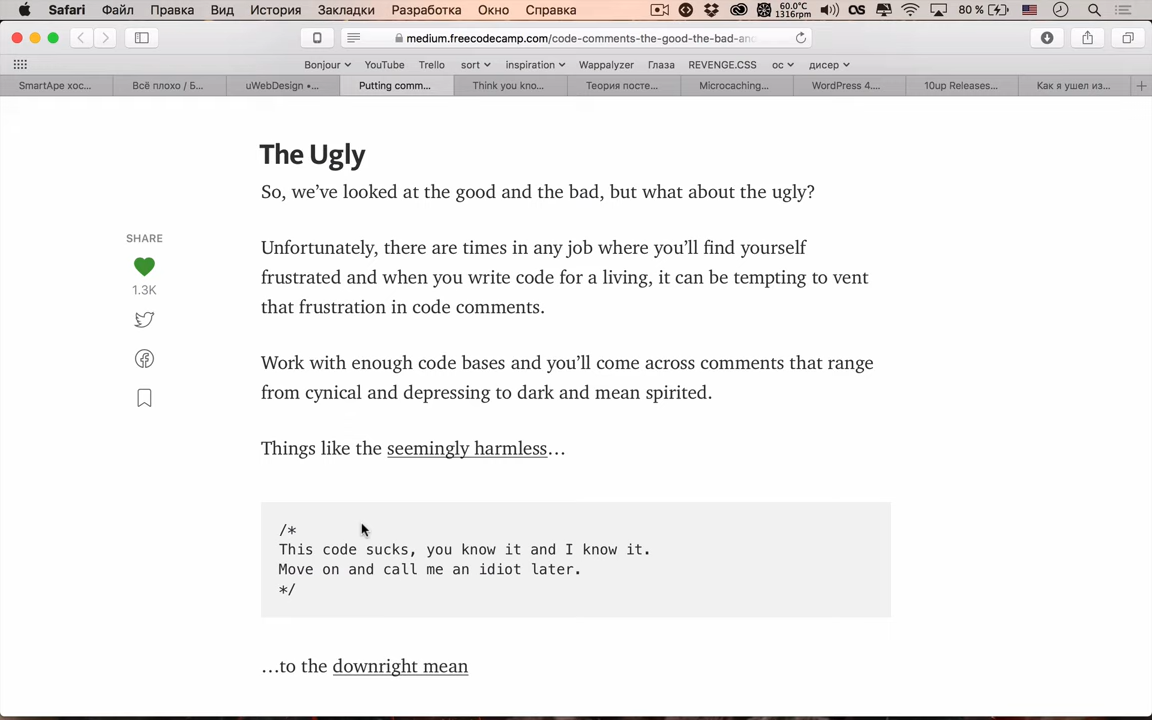 Safari Файл Правка Вид История Закладки Разработка Окно Справка 60.0°C 1316rpm 80 %
medium.freecodecamp.com/code-comments-the-good-the-bad-and-
Bonjour YouTube Trello sort inspiration Wappalyzer Глаза REVENGE.CSS ос дисер
SmartApe хос... Всё плохо / Б... uWebDesign •... Putting comm... Think you kno... Теория посте... Microcaching... WordPress 4.... 10up Releases... Как я ушел из...
The Ugly
So, we’ve looked at the good and the bad, but what about the ugly?
SHARE
1.3K
Unfortunately, there are times in any job where you’ll find yourself
frustrated and when you write code for a living, it can be tempting to vent
that frustration in code comments.
Work with enough code bases and you’ll come across comments that range
from cynical and depressing to dark and mean spirited.
Things like the seemingly harmless…
/*
This code sucks, you know it and I know it.
Move on and call me an idiot later.
*/
…to the downright mean